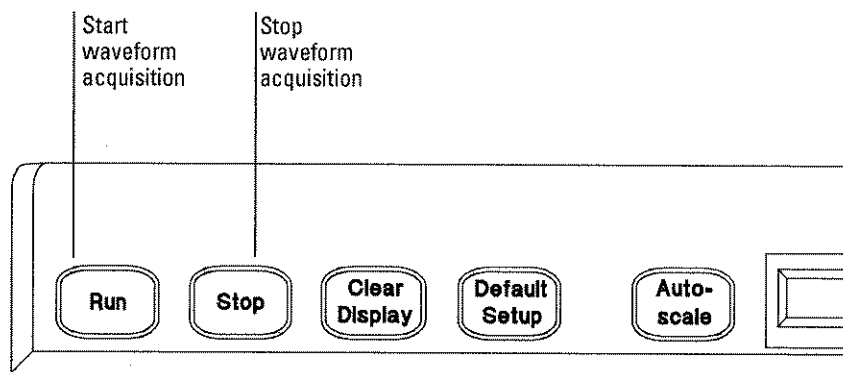 Start
waveform
acquisition
Stop
waveform
acquisition
Run
Stop
Clear
Display
Default
Setup
Auto-
scale